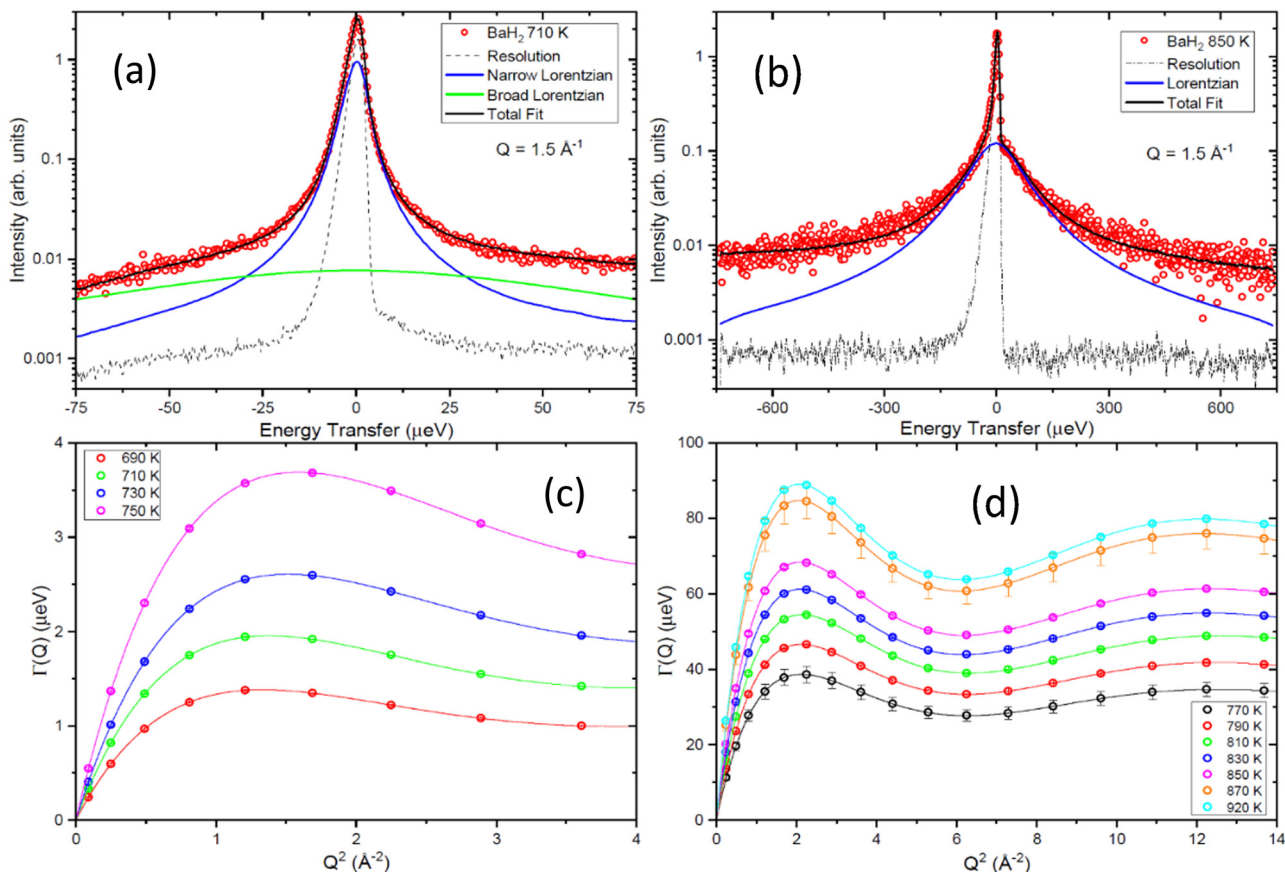 (a)
BaH₂ 710 K
Resolution
Narrow Lorentzian
Broad Lorentzian
Total Fit
Q = 1.5 Å⁻¹
Intensity (arb. units)
1
0.1
0.01
0.001
-75 -50 -25 0 25 50 75
Energy Transfer (μeV)
(b)
BaH₂ 850 K
Resolution
Lorentzian
Total Fit
Q = 1.5 Å⁻¹
Intensity (arb. units)
1
0.1
0.01
0.001
-600 -300 0 300 600
Energy Transfer (μeV)
(c)
690 K
710 K
730 K
750 K
Γ(Q) (μeV)
4
3
2
1
0
0 1 2 3 4
Q² (Å⁻²)
(d)
Γ(Q) (μeV)
100
80
60
40
20
0
770 K
790 K
810 K
830 K
850 K
870 K
920 K
0 2 4 6 8 10 12 14
Q² (Å⁻²)